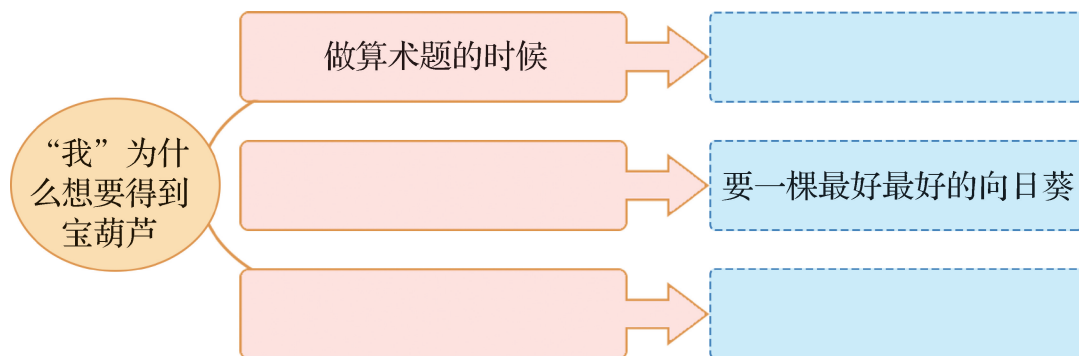 做算术题的时候
“我”为什
么想要得到
宝葫芦
要一棵最好最好的向日葵